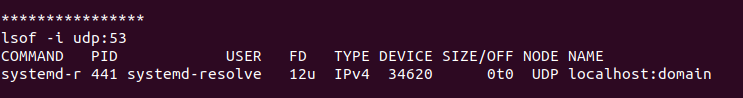 ****************
lsof -i udp:53
COMMAND   PID            USER   FD   TYPE DEVICE SIZE/OFF NODE NAME
systemd-r 441 systemd-resolve   12u  IPv4  34620      0t0  UDP localhost:domain